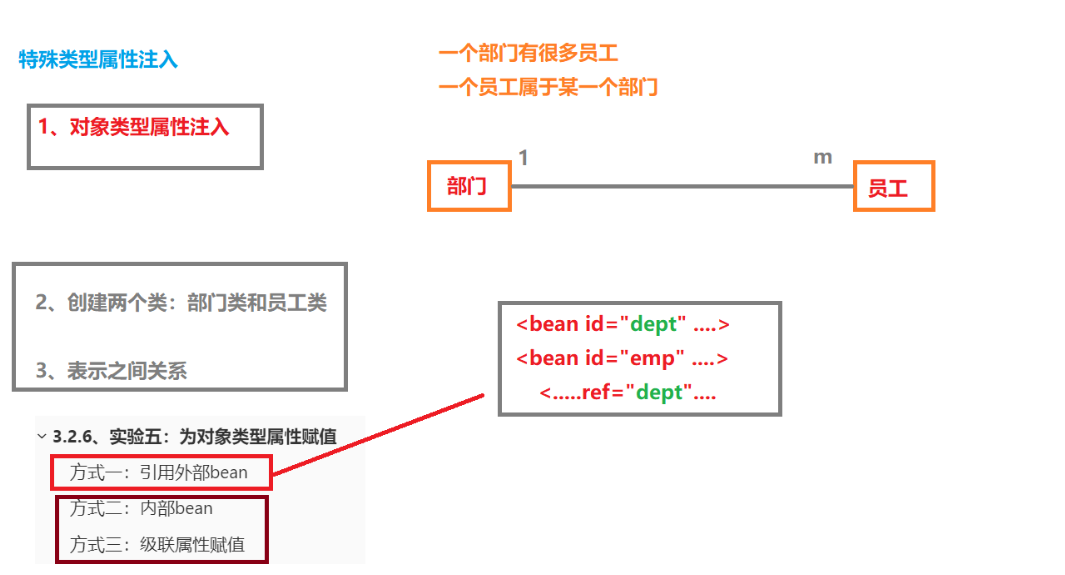 特殊类型属性注入
一个部门有很多员工
一个员工属于某一个部门
1、对象类型属性注入
1
m
部门
员工
2、创建两个类：部门类和员工类
3、表示之间关系
<bean id="dept" ....>
<bean id="emp" ....>
<.....ref="dept"....
3.2.6、实验五：为对象类型属性赋值
方式一：引用外部bean
方式二：内部bean
方式三：级联属性赋值